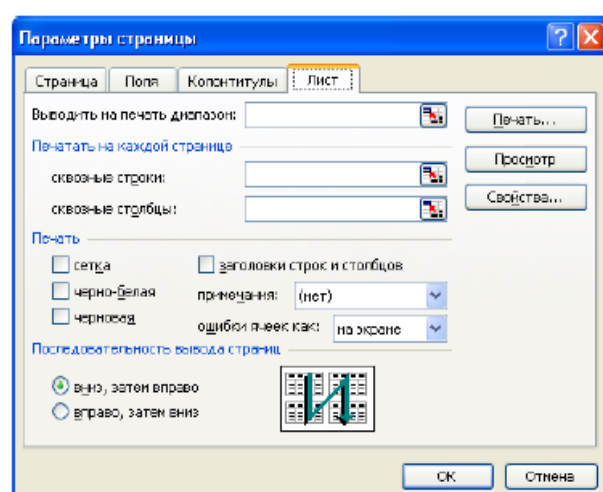 Параметры страницы
Страница Поля Колонтитулы Лист
Выводить на печать диапазон:
Печать...
Печатать на каждой странице
Просмотр
сквозные строки:
Свойства...
сквозные столбцы:
Печать
сетка заголовки строк и столбцов
черно-белая примечания: (нет)
черновая ошибки ячеек как: на экране
Последовательность вывода страниц
вниз, затем вправо
вправо, затем вниз
ОК Отмена